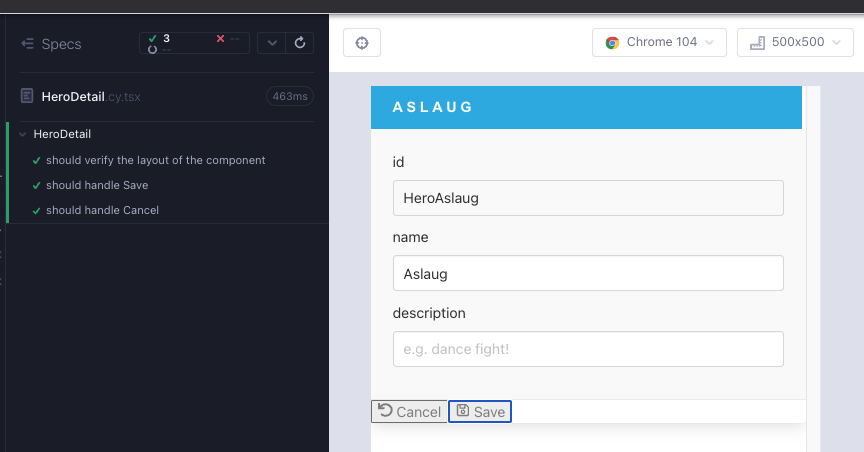 Specs
3
--
--
HeroDetail.cy.tsx
463ms
HeroDetail
should verify the layout of the component
should handle Save
should handle Cancel
Chrome 104
500x500
ASLAUG
id
HeroAslaug
name
Aslaug
description
e.g. dance fight!
Cancel
Save